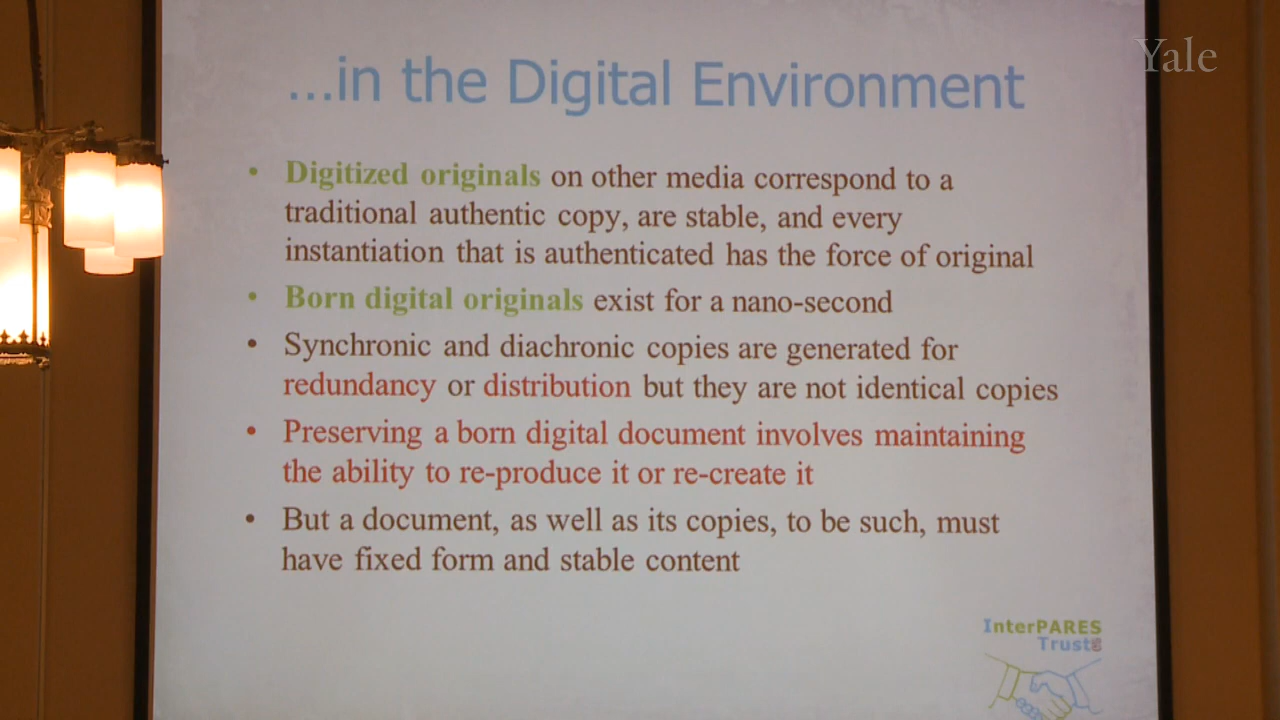 Yale
...in the Digital Environment
• Digitized originals on other media correspond to a
traditional authentic copy, are stable, and every
instantiation that is authenticated has the force of original
• Born digital originals exist for a nano-second
• Synchronic and diachronic copies are generated for
redundancy or distribution but they are not identical copies
• Preserving a born digital document involves maintaining
the ability to re-produce it or re-create it
• But a document, as well as its copies, to be such, must
have fixed form and stable content
InterPARES
Trust